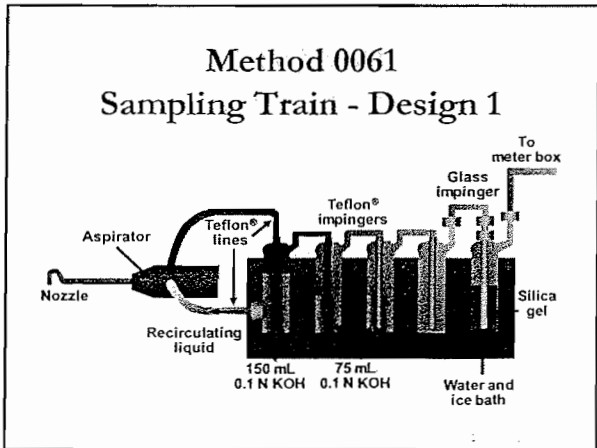 Method 0061
Sampling Train - Design 1
To
meter box
Glass
impinger
Teflon®
impingers
Teflon®
lines
Aspirator
Nozzle
Recirculating
liquid
Silica
gel
150 mL
0.1 N KOH
75 mL
0.1 N KOH
Water and
ice bath